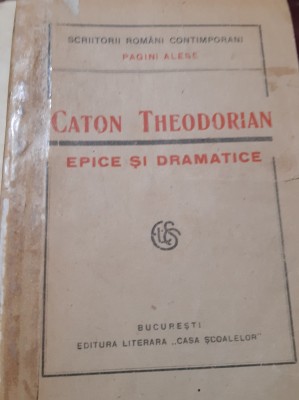 SCRIITORII ROMÂNI CONTIMPORANI
PAGINI ALESE
CATON THEODORIAN
EPICE ȘI DRAMATICE
BUCUREȘTI
EDITURA LITERARA „CASA ȘCOALELOR"